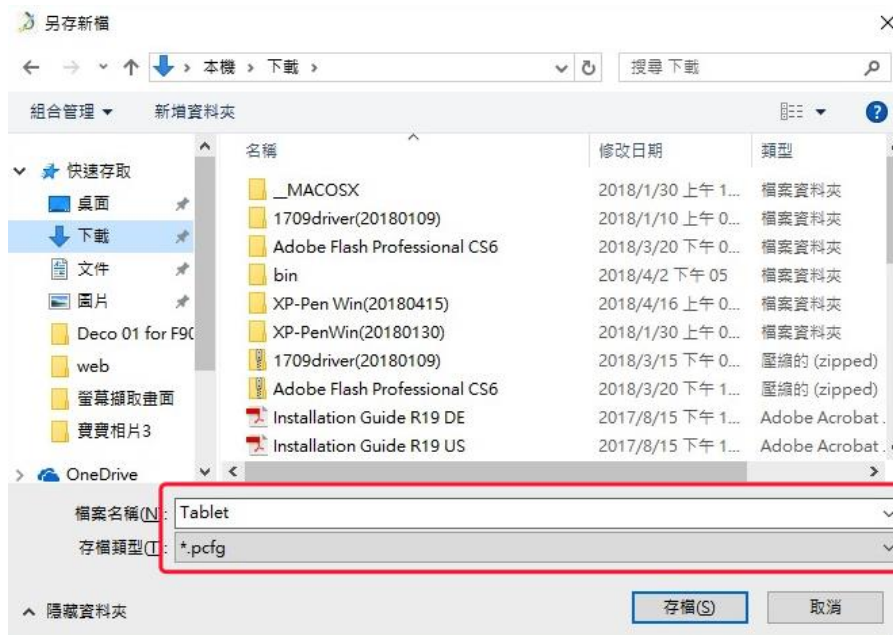 另存新檔
本機 › 下載 ›
搜尋 下載
組合管理
新增資料夾
名稱 修改日期 類型
快速存取
桌面
下載
文件
圖片
Deco 01 for F90
web
螢幕擷取畫面
寶寶相片3
OneDrive
__MACOSX 2018/1/30 上午 1... 檔案資料夾
1709driver(20180109) 2018/1/10 上午 0... 檔案資料夾
Adobe Flash Professional CS6 2018/3/20 下午 0... 檔案資料夾
bin 2018/4/2 下午 05 檔案資料夾
XP-Pen Win(20180415) 2018/4/16 上午 0... 檔案資料夾
XP-PenWin(20180130) 2018/1/30 上午 0... 檔案資料夾
1709driver(20180109) 2018/3/15 下午 0... 壓縮的 (zipped)
Adobe Flash Professional CS6 2018/3/20 上午 1... 壓縮的 (zipped)
Installation Guide R19 DE 2017/8/15 下午 1... Adobe Acrobat
Installation Guide R19 US 2017/8/15 下午 1... Adobe Acrobat
檔案名稱(N): Tablet
存檔類型(T): *.pcfg
隱藏資料夾
存檔(S)
取消